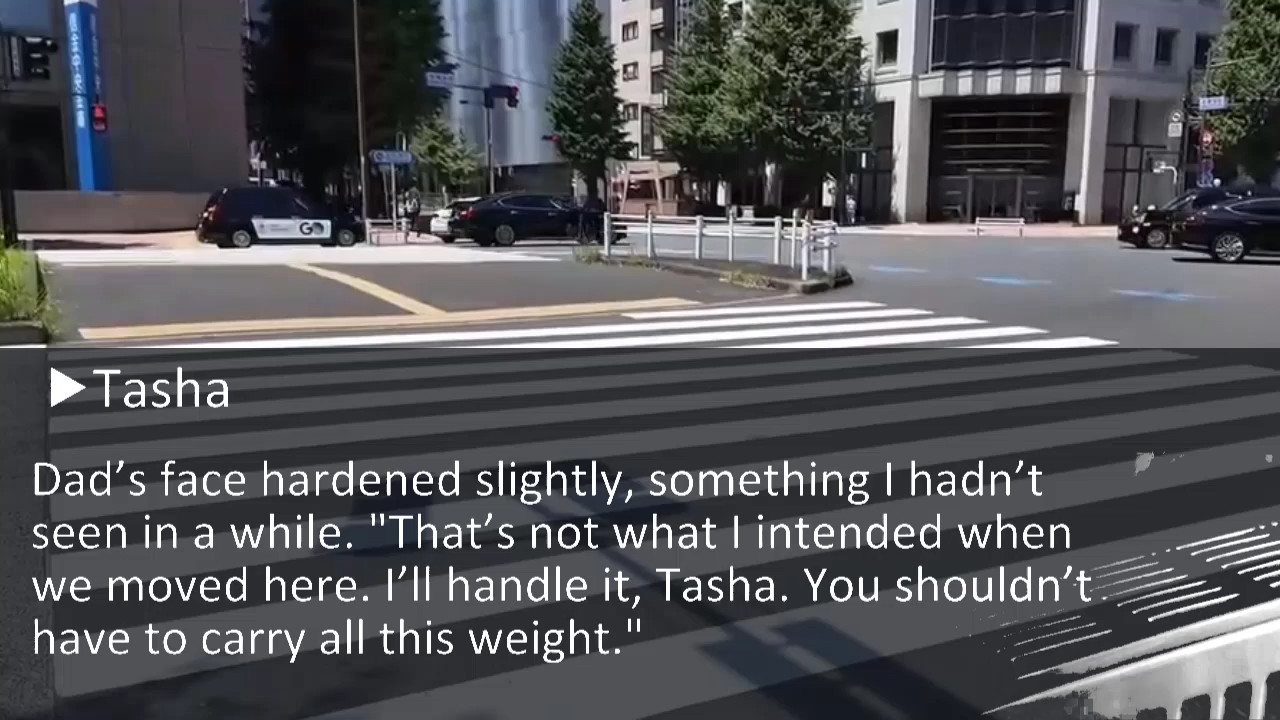 GO
▶Tasha
Dad’s face hardened slightly, something I hadn’t
seen in a while. "That’s not what I intended when
we moved here. I’ll handle it, Tasha. You shouldn’t
have to carry all this weight."